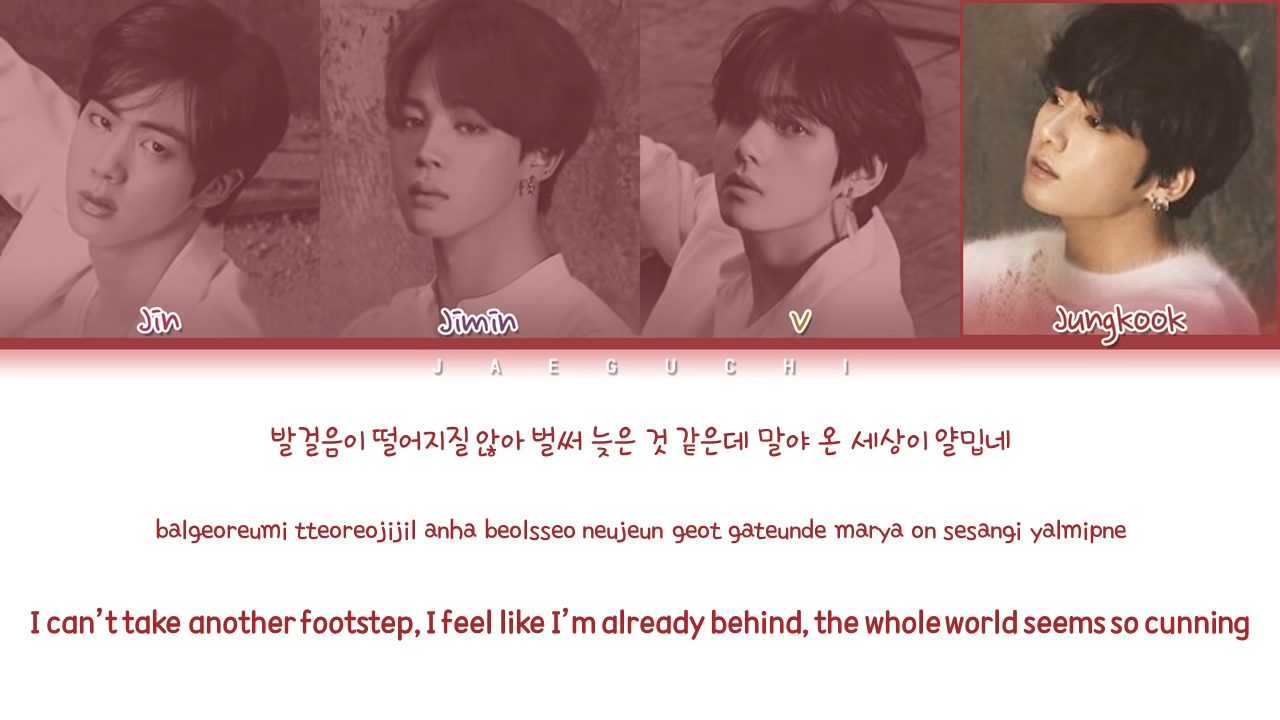 Jin Jimin V Jungkook
JAEGUCHI
발걸음이 떨어지질 않아 벌써 늦은 것 같은데 말야 온 세상이 얄밉네
balgeoreumi tteoreojijil anha beolsseo neujeun geot gateunde marya on sesangi yalmipne
I can't take another footstep, I feel like I'm already behind, the whole world seems so cunning